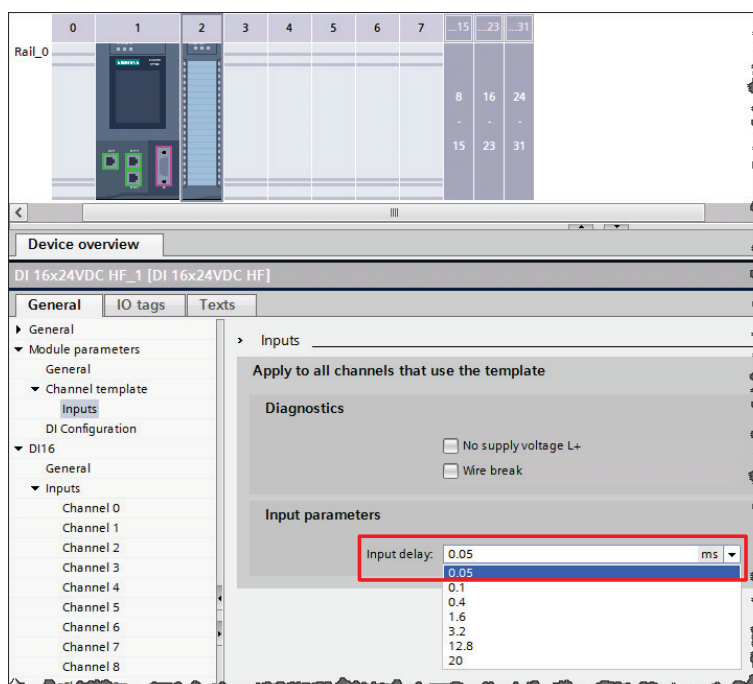 0 1 2 3 4 5 6 7 ...15 ...23 ...31
Rail_0
SIEMENS
8 16 24
- - -
15 23 31
Device overview
DI 16x24VDC HF_1 [DI 16x24VDC HF]
General IO tags Texts
General
Module parameters
General
Channel template
Inputs
DI Configuration
DI16
General
Inputs
Channel 0
Channel 1
Channel 2
Channel 3
Channel 4
Channel 5
Channel 6
Channel 7
Channel 8
Inputs
Apply to all channels that use the template
Diagnostics
No supply voltage L+
Wire break
Input parameters
Input delay: 0.05 ms
0.05
0.1
0.4
1.6
3.2
12.8
20